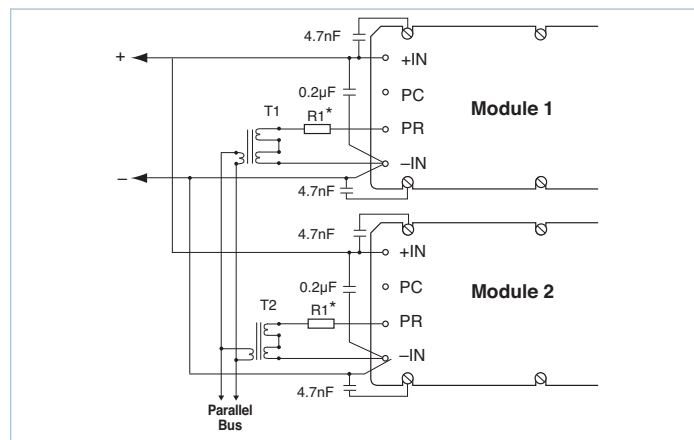 4.7nF
+
+IN
0.2µF
PC
Module 1
T1
R1*
PR
–
–IN
4.7nF
4.7nF
+IN
0.2µF
PC
Module 2
T2
R1*
PR
–IN
4.7nF
Parallel
Bus